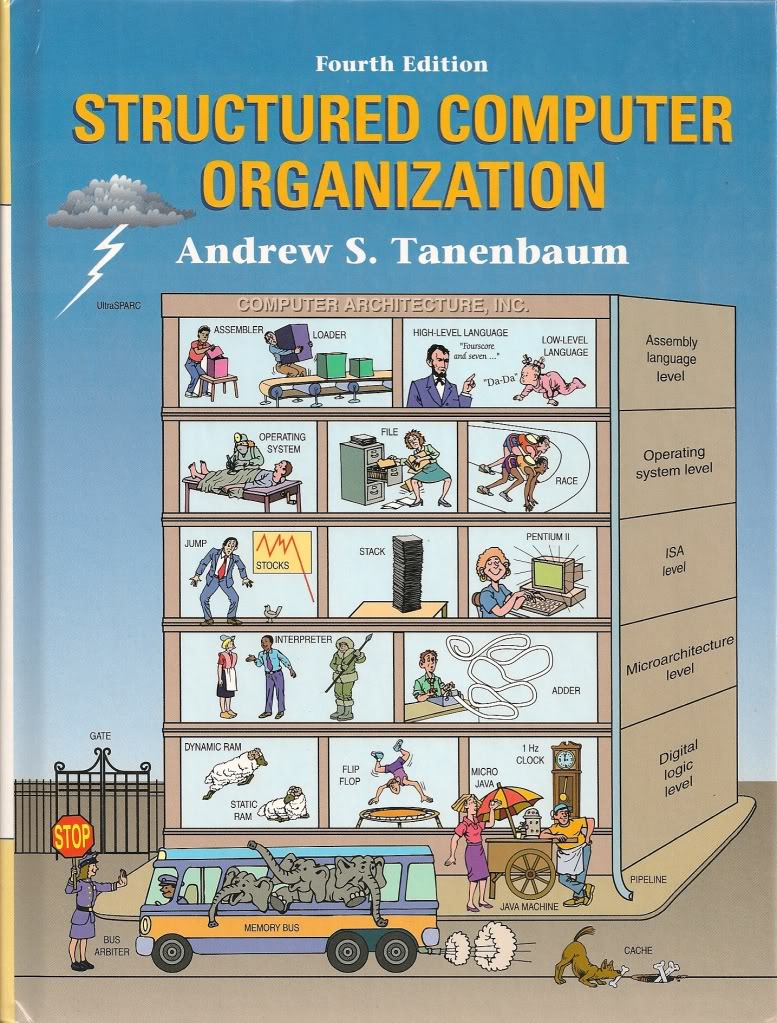 Fourth Edition
STRUCTURED COMPUTER
ORGANIZATION
Andrew S. Tanenbaum
UltraSPARC
COMPUTER ARCHITECTURE, INC.
ASSEMBLER
LOADER
HIGH-LEVEL LANGUAGE
"Fourscore
and seven ..."
LOW-LEVEL
LANGUAGE
"Da-Da"
Assembly
language
level
OPERATING
SYSTEM
FILE
RACE
Operating
system level
JUMP
STOCKS
STACK
PENTIUM II
ISA
level
INTERPRETER
ADDER
Microarchitecture
level
GATE
DYNAMIC RAM
STATIC
RAM
FLIP
FLOP
MICRO
JAVA
1 Hz
CLOCK
Digital
logic
level
STOP
BUS
ARBITER
MEMORY BUS
JAVA MACHINE
PIPELINE
CACHE